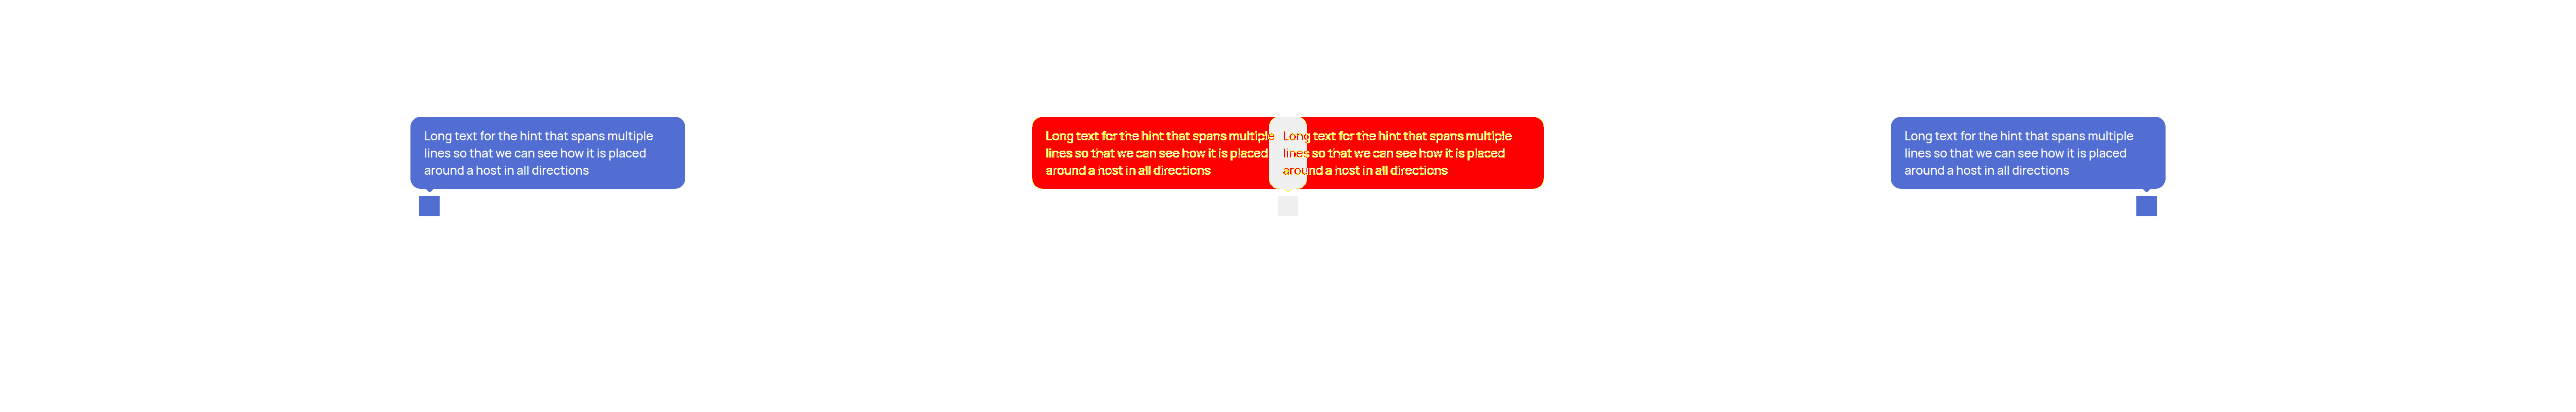 Long text for the hint that spans multiple
lines so that we can see how it is placed
around a host in all directions
Long text for the hint that spans multiple
lines so that we can see how it is placed
around a host in all directions
Long text for the hint that spans multiple
lines so that we can see how it is placed
around a host in all directions
Long text for the hint that spans multiple
lines so that we can see how it is placed
around a host in all directions